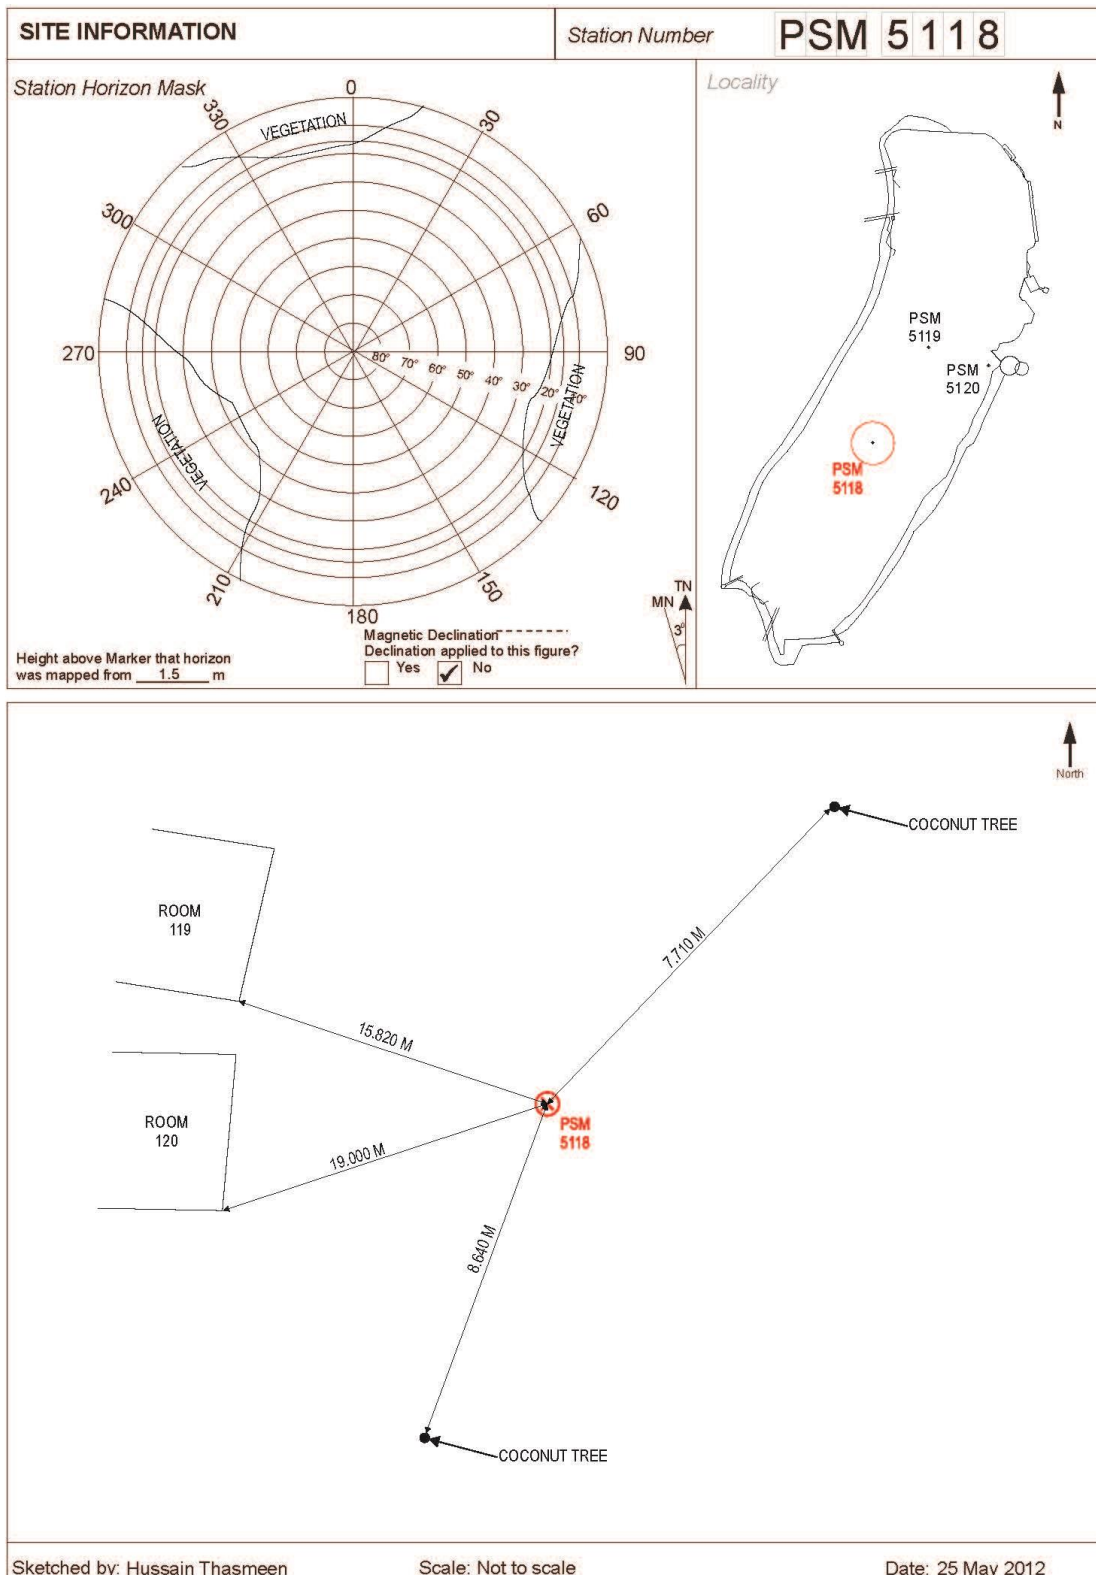 SITE INFORMATION
Station Number
PSM 5118
Station Horizon Mask
0
30
60
90
120
150
180
210
240
270
300
330
VEGETATION
VEGETATION
VEGETATION
80° 70° 60° 50° 40° 30° 20° 10°
Height above Marker that horizon
was mapped from 1.5 m
Magnetic Declination
Declination applied to this figure?
Yes ✓ No
MN
TN
3°
Locality
N
PSM
5119
PSM
5120
PSM
5118
North
COCONUT TREE
ROOM
119
7.710 M
15.820 M
ROOM
120
PSM
5118
19.000 M
8.640 M
COCONUT TREE
Sketched by: Hussain Thasmeen
Scale: Not to scale
Date: 25 May 2012